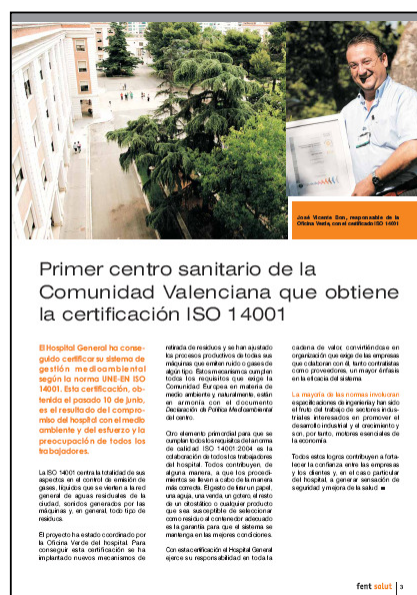 José Vicente Bon, responsable de la
Oficina Verde, con el certificado ISO 14001
Primer centro sanitario de la
Comunidad Valenciana que obtiene
la certificación ISO 14001
El Hospital General ha conse-
guido certificar su sistema de
gestión medioambiental
según la norma UNE-EN ISO
14001. Esta certificación, ob-
tenida el pasado 10 de junio,
es el resultado del compro-
miso del hospital con el medio
ambiente y del esfuerzo y la
preocupación de todos los
trabajadores.
La ISO 14001 centra la totalidad de sus
aspectos en el control de emisión de
gases, líquidos que se vierten a la red
general de aguas residuales de la
ciudad, sonidos generados por las
máquinas y, en general, todo tipo de
residuos.
El proyecto ha estado coordinado por
la Oficina Verde del hospital. Para
conseguir esta certificación se ha
implantado nuevos mecanismos de
retirada de residuos y se han ajustado
los procesos productivos de todas sus
máquinas que emiten ruido o gases de
algún tipo. Estos mecanismos cumplen
todos los requisitos que exige la
Comunidad Europea en materia de
medio ambiente y, naturalmente, están
en armonía con el documento
Declaración de Política Medioambiental
del centro.
Otro elemento primordial para que se
cumplan todos los requisitos de la norma
de calidad ISO 14001:2004 es la
colaboración de todos los trabajadores
del hospital. Todos contribuyen, de
alguna manera, a que los procedi-
mientos se lleven a cabo de la manera
más correcta. El gesto de tirar un papel,
una aguja, una venda, un gotero, el resto
de un citostático o cualquier producto
que sea susceptible de seleccionar
como residuo al contenedor adecuado
es la garantía para que el sistema se
mantenga en las mejores condiciones.
Con esta certificación el Hospital General
ejerce su responsabilidad en toda la
cadena de valor, convirtiéndose en
organización que exige de las empresas
que colaboran con él, tanto contratistas
como proveedores, un mayor énfasis
en la eficacia del sistema.
La mayoría de las normas involucran
especificaciones de ingeniería y han sido
el fruto del trabajo de sectores indus-
triales interesados en promover el
desarrollo industrial y el crecimiento y
son, por tanto, motores esenciales de
la economía.
Todos estos logros contribuyen a forta-
lecer la confianza entre las empresas
y los clientes y, en el caso particular
del hospital, a generar sensación de
seguridad y mejora de la salud
fent salut | 3